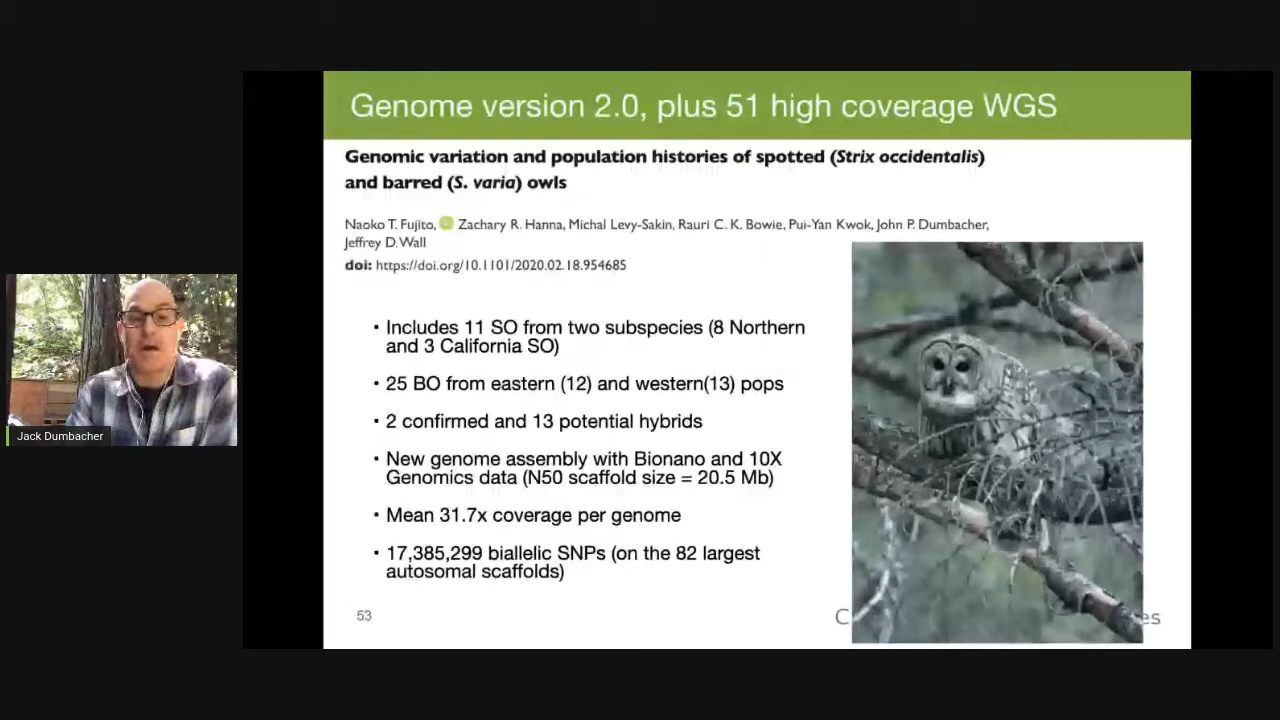 Genome version 2.0, plus 51 high coverage WGS
Genomic variation and population histories of spotted (Strix occidentalis)
and barred (S. varia) owls
Naoko T. Fujito, Zachary R. Hanna, Michal Levy-Sakin, Rauri C. K. Bowie, Pui-Yan Kwok, John P. Dumbacher,
Jeffrey D. Wall
doi: https://doi.org/10.1101/2020.02.18.954685
• Includes 11 SO from two subspecies (8 Northern
and 3 California SO)
• 25 BO from eastern (12) and western(13) pops
• 2 confirmed and 13 potential hybrids
• New genome assembly with Bionano and 10X
Genomics data (N50 scaffold size = 20.5 Mb)
• Mean 31.7x coverage per genome
• 17,385,299 biallelic SNPs (on the 82 largest
autosomal scaffolds)
53
Jack Dumbacher